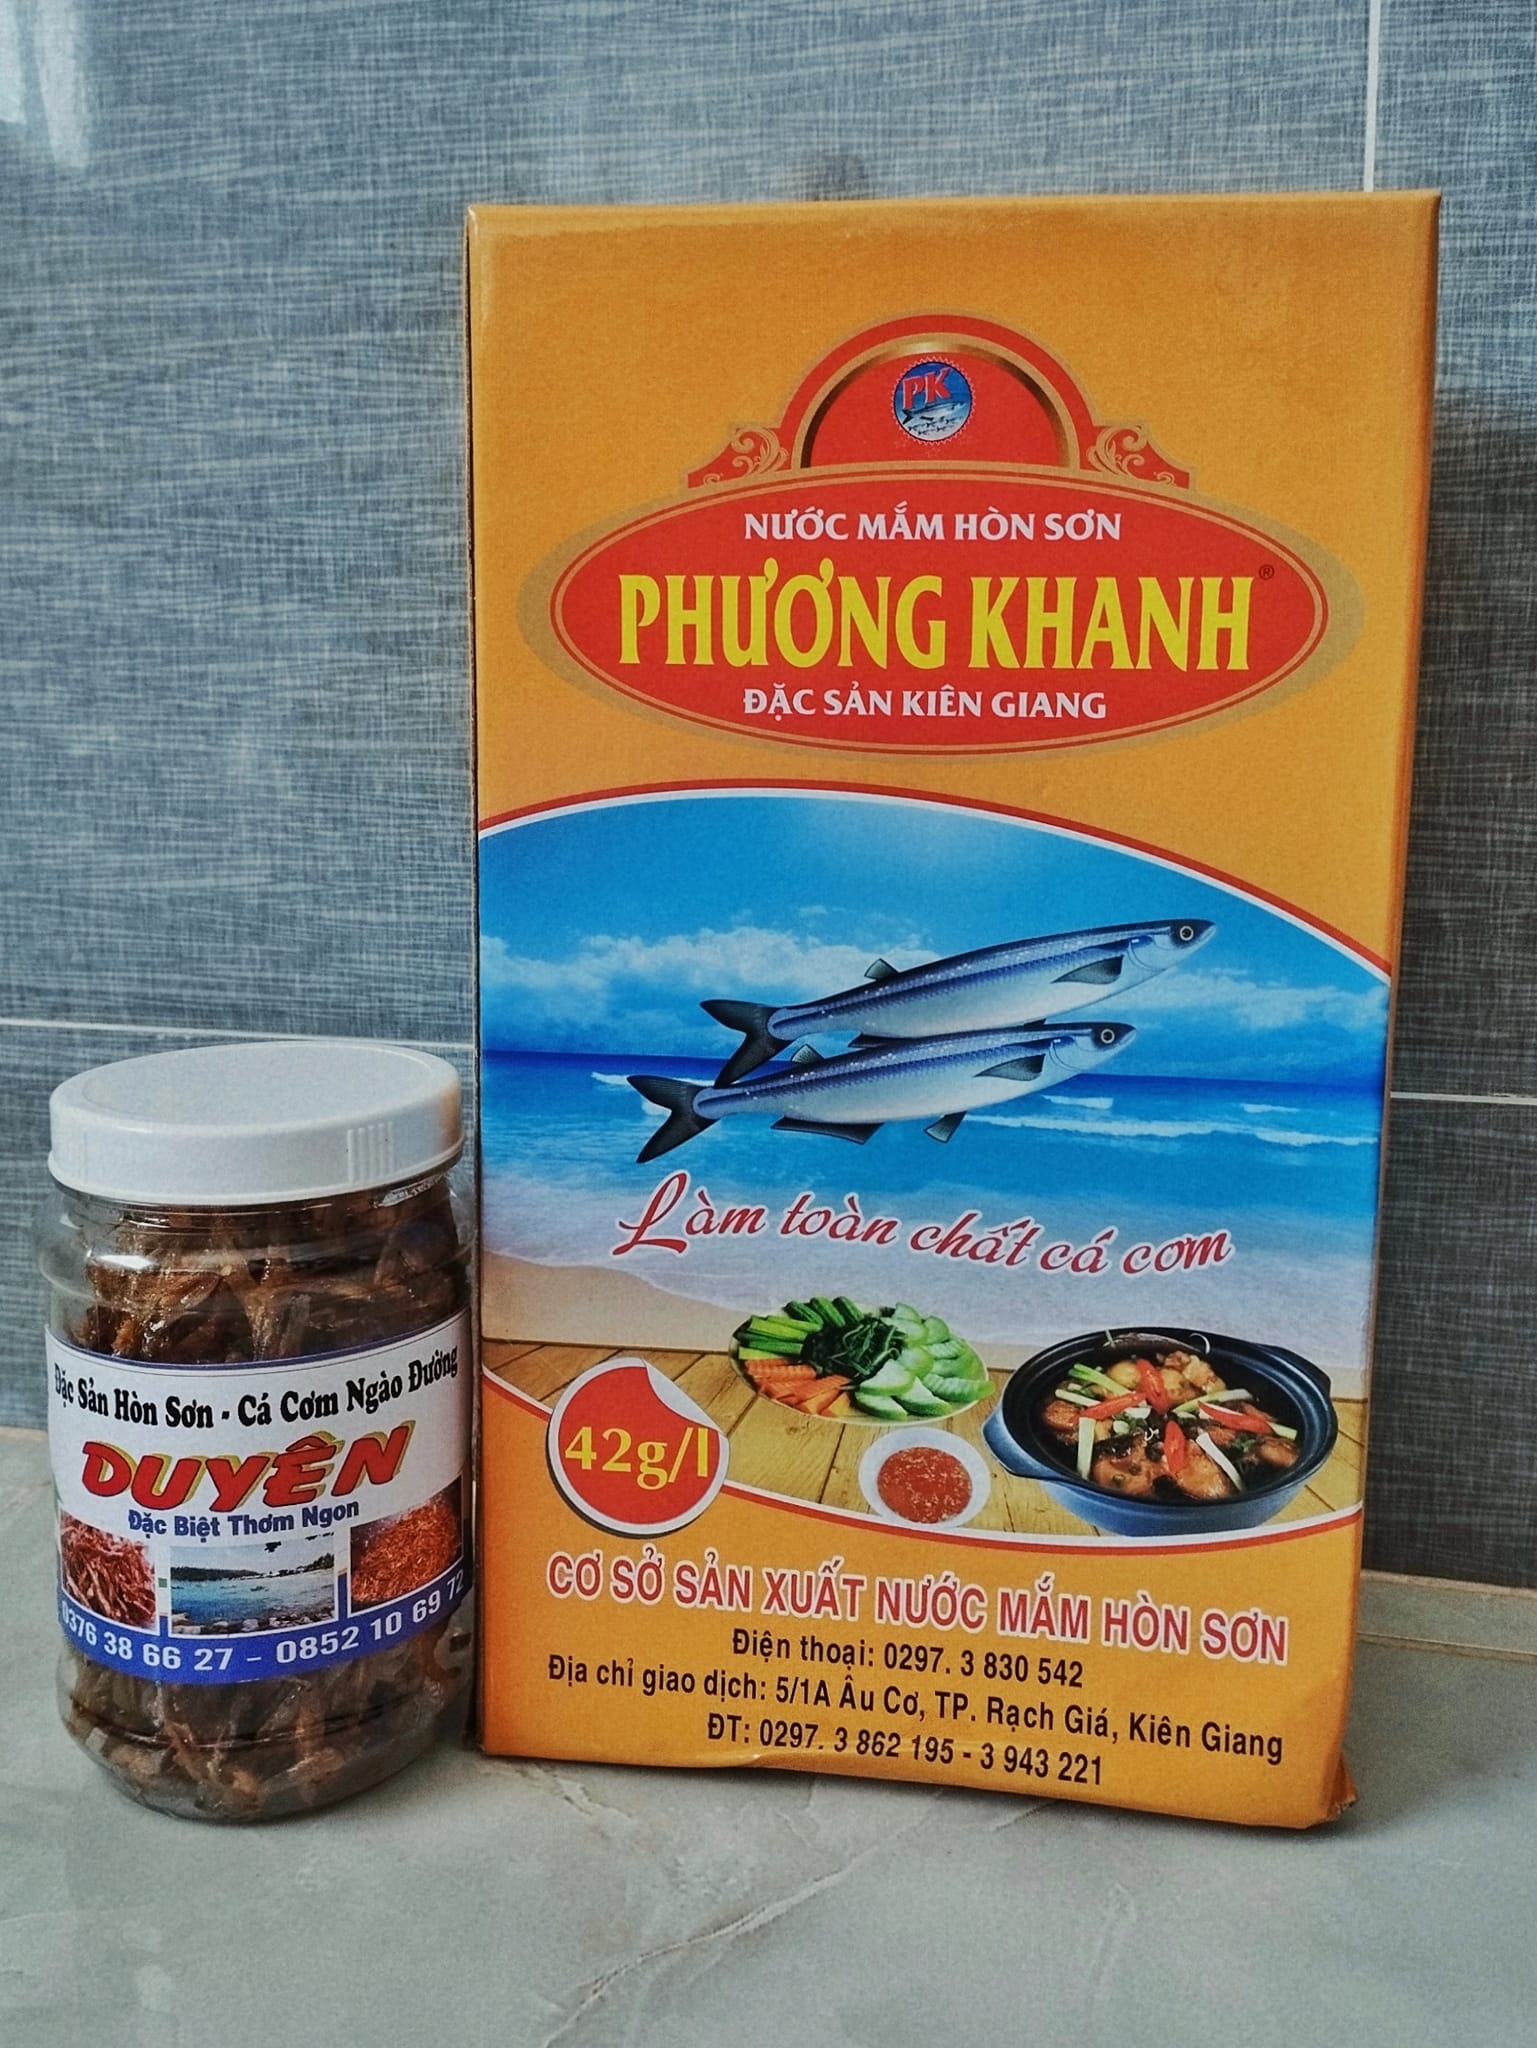 PK
NƯỚC MẮM HÒN SƠN
PHƯƠNG KHANH®
ĐẶC SẢN KIÊN GIANG
Làm toàn chất cá cơm
42g/l
CƠ SỞ SẢN XUẤT NƯỚC MẮM HÒN SƠN
Điện thoại: 0297. 3 830 542
Địa chỉ giao dịch: 5/1A Âu Cơ, TP. Rạch Giá, Kiên Giang
ĐT: 0297. 3 862 195 - 3 943 221
Đặc Sản Hòn Sơn - Cá Cơm Ngào Đường
DUYÊN
Đặc Biệt Thơm Ngon
0376 38 66 27 - 0852 10 69 72